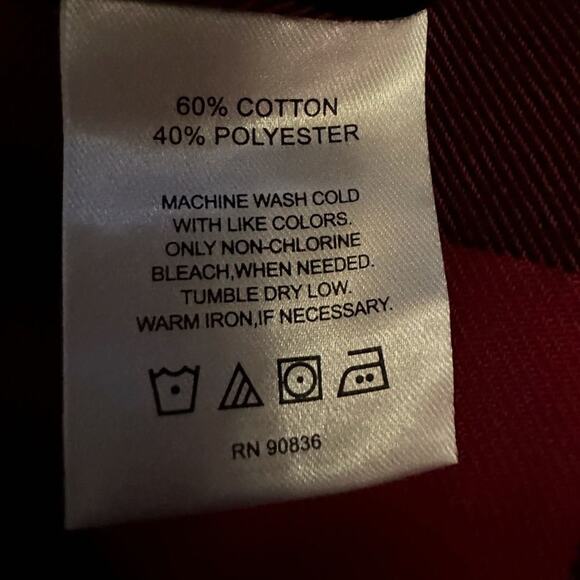 60% COTTON
40% POLYESTER
MACHINE WASH COLD
WITH LIKE COLORS.
ONLY NON-CHLORINE
BLEACH,WHEN NEEDED.
TUMBLE DRY LOW.
WARM IRON,IF NECESSARY.
RN 90836